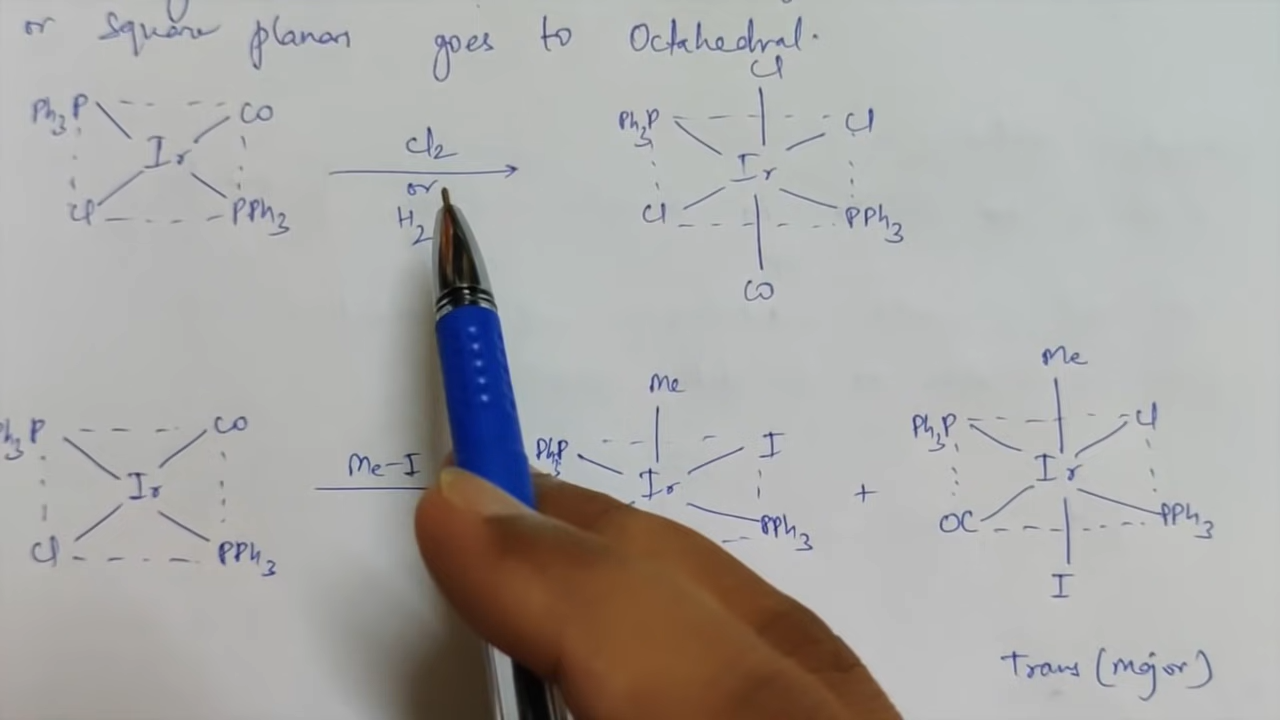 or square planar goes to Octahedral.
Ph3P CO
Ir
Cl PPh3
Cl2
or
H2
Cl
Ph3P Cl
Ir
Cl PPh3
CO
Ph3P CO
Ir
Cl PPh3
Me-I
Me
Ph3P I
Ir
PPh3
+
Me
Ph3P Cl
Ir
OC PPh3
I
Trans (major)